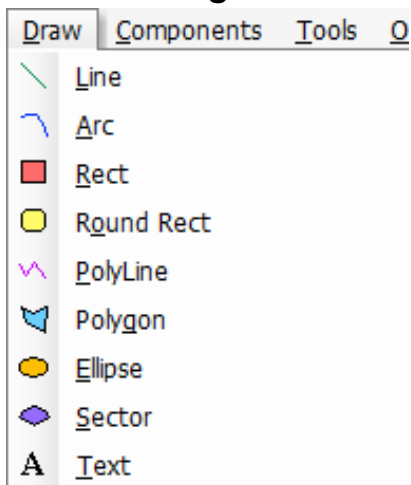 Draw Components Tools
Line
Arc
Rect
Round Rect
PolyLine
Polygon
Ellipse
Sector
A Text